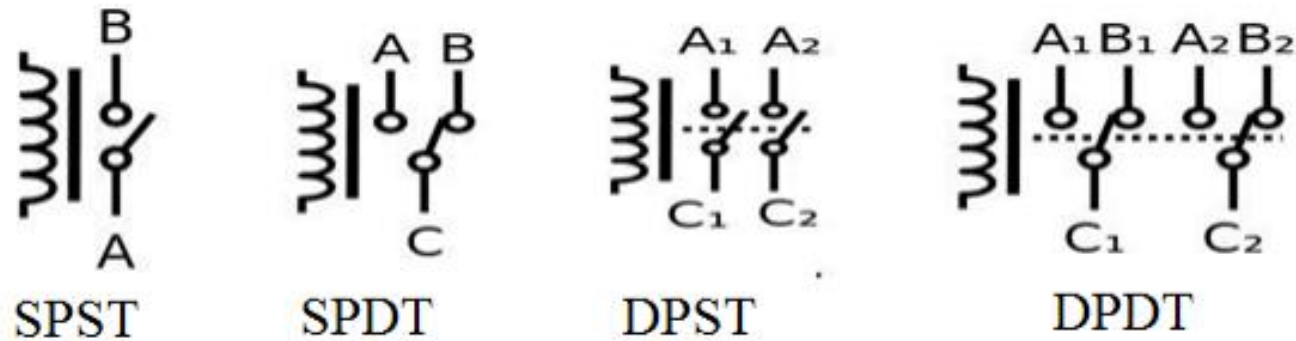 B
A
SPST
A B
C
SPDT
A₁ A₂
C₁ C₂
DPST
A₁ B₁ A₂ B₂
C₁ C₂
DPDT